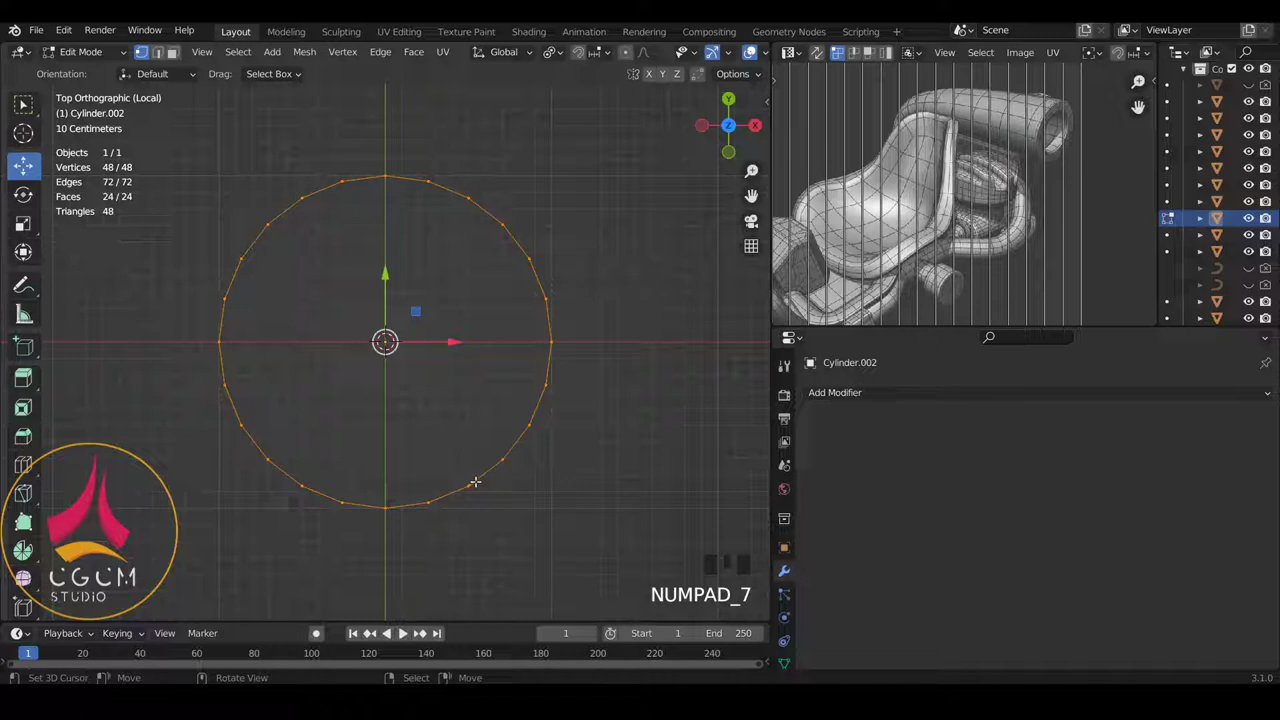 File Edit Render Window Help Layout Modeling Sculpting UV Editing Texture Paint Shading Animation Rendering Compositing Geometry Nodes Scripting Scene ViewLayer
Edit Mode View Select Add Mesh Vertex Edge Face UV Global View Select Image UV
Orientation: Default Drag: Select Box X Y Z Options
Co
Top Orthographic (Local)
(1) Cylinder.002
10 Centimeters
Objects 1 / 1
Vertices 48 / 48
Edges 72 / 72
Faces 24 / 24
Triangles 48
Y
X
Z
Cylinder.002
Add Modifier
CGCM
STUDIO
NUMPAD_7
Playback Keying View Marker 1 Start 1 End 250
1 20 40 60 80 100 120 140 160 180 200 220 240
Set 3D Cursor Move Rotate View Select Move 3.1.0